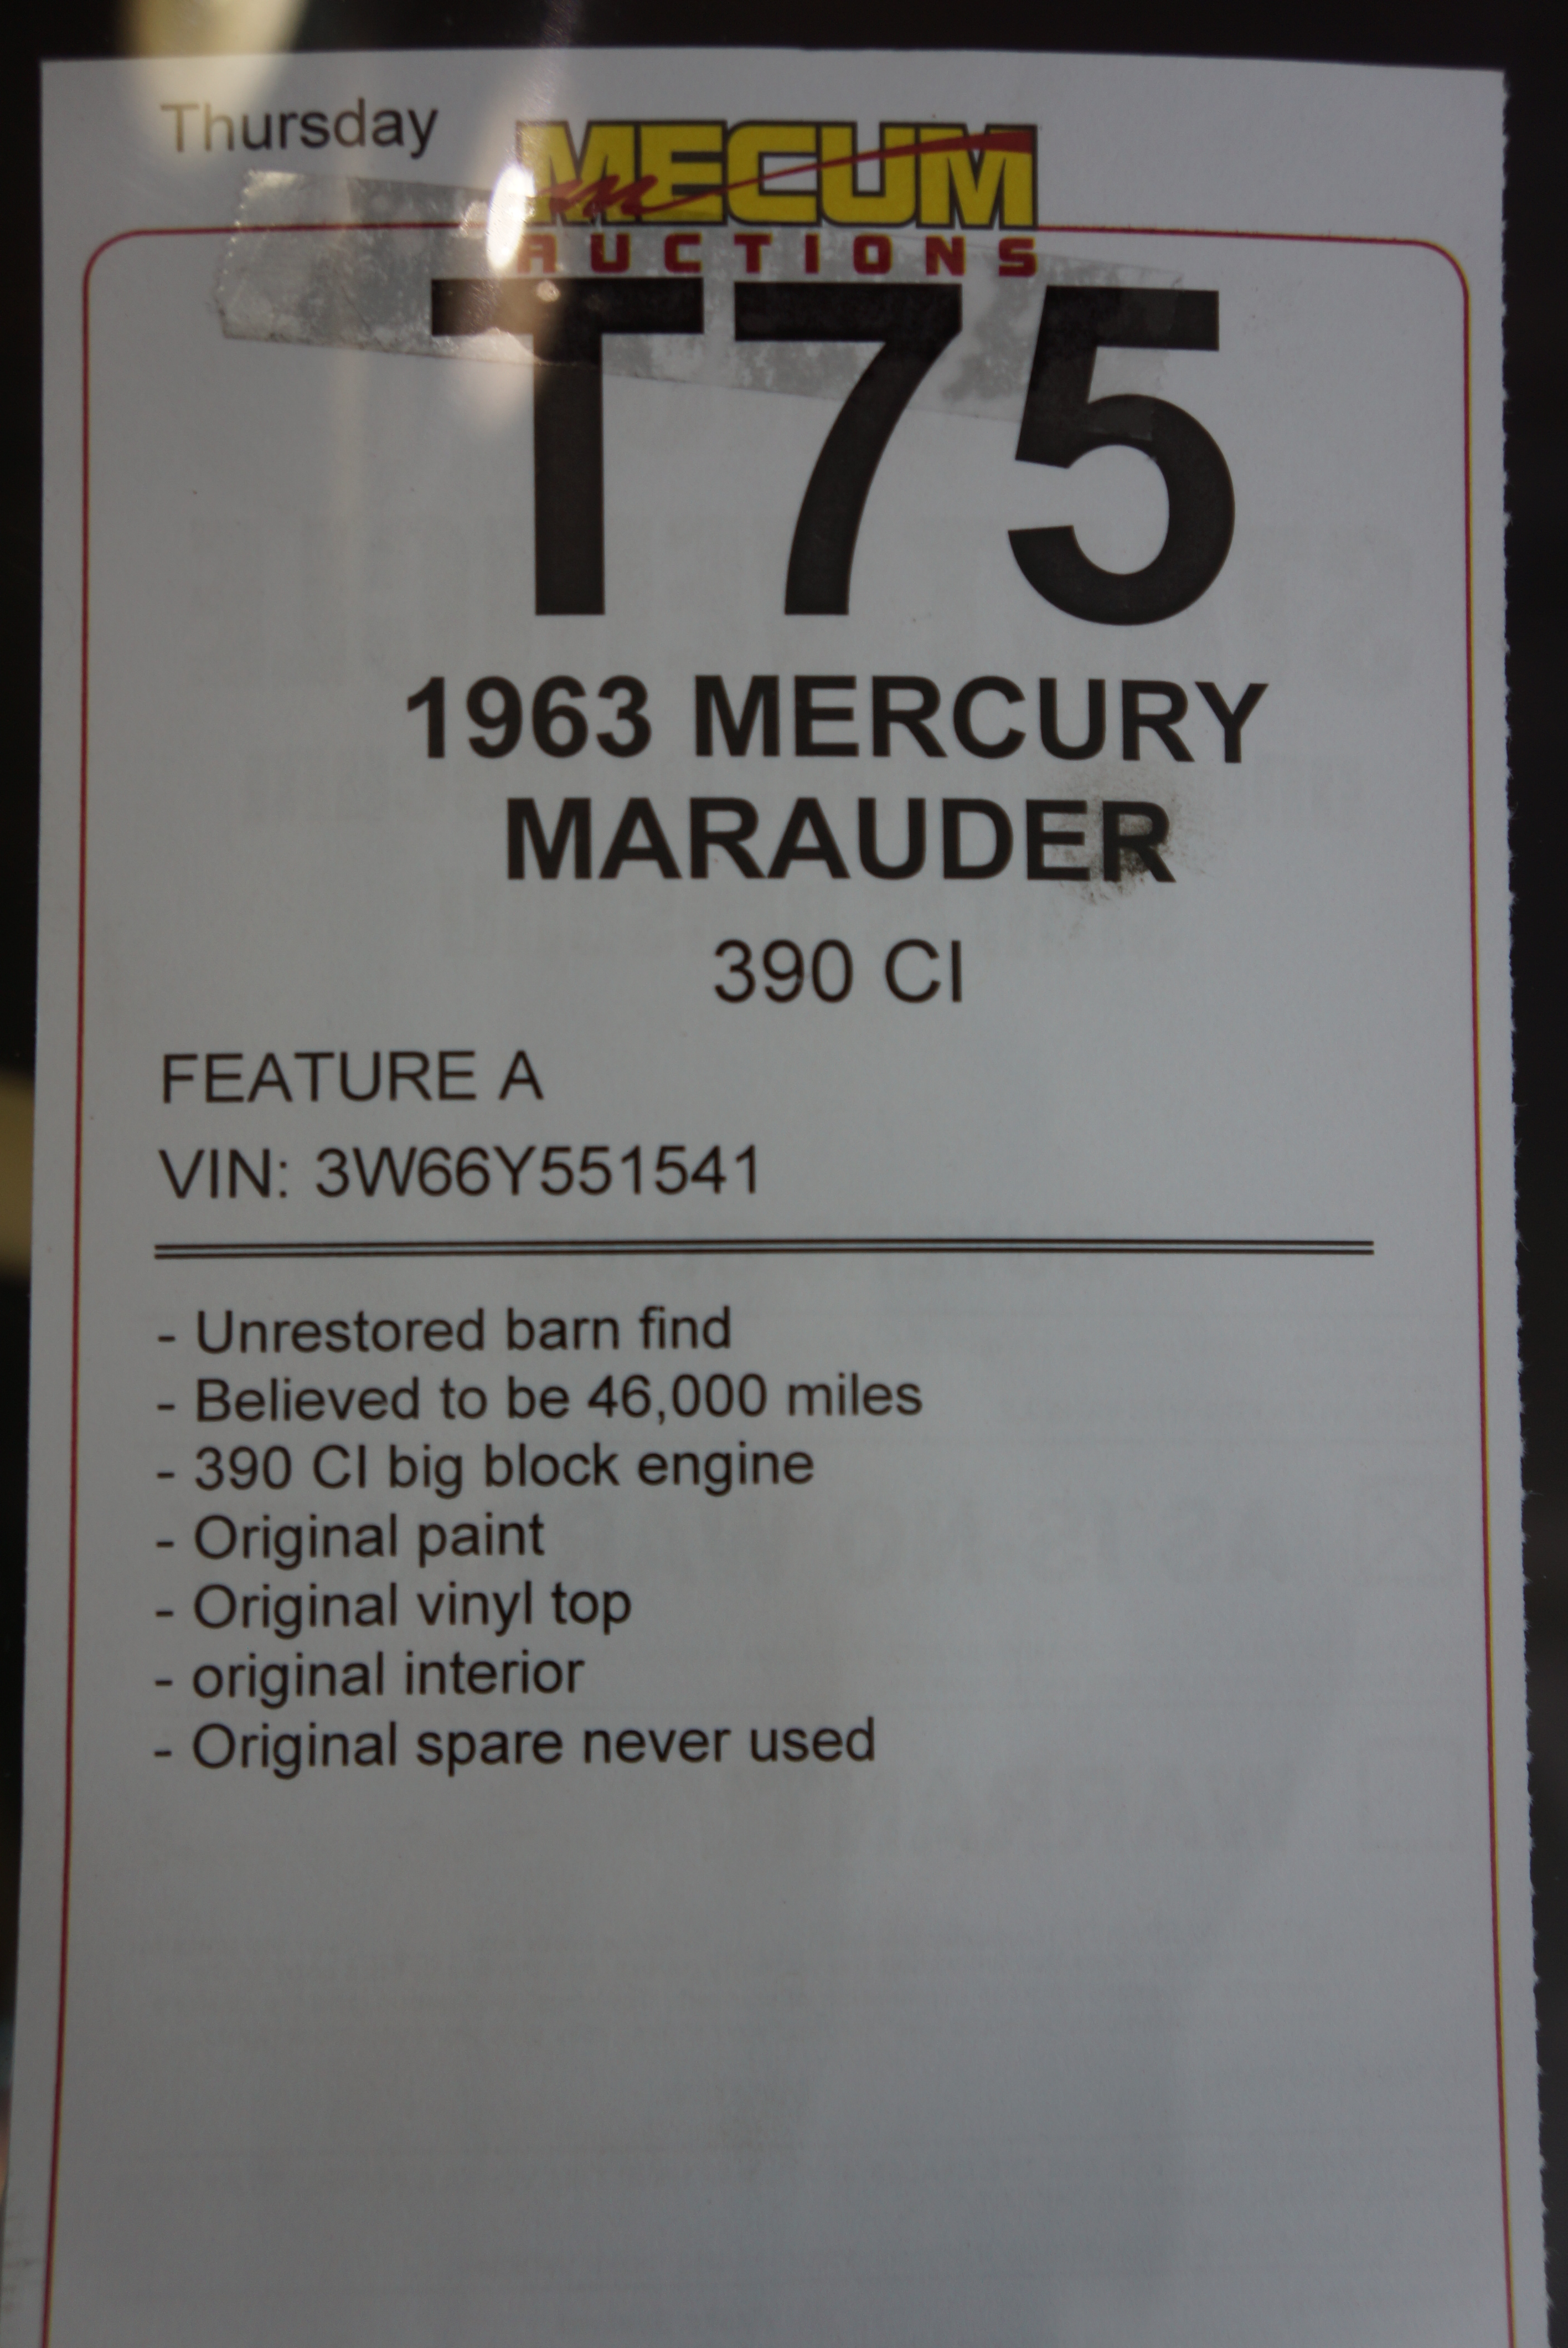 Thursday
MECUM
AUCTIONS
T75
1963 MERCURY
MARAUDER
390 CI
FEATURE A
VIN: 3W66Y551541
- Unrestored barn find
- Believed to be 46,000 miles
- 390 CI big block engine
- Original paint
- Original vinyl top
- original interior
- Original spare never used